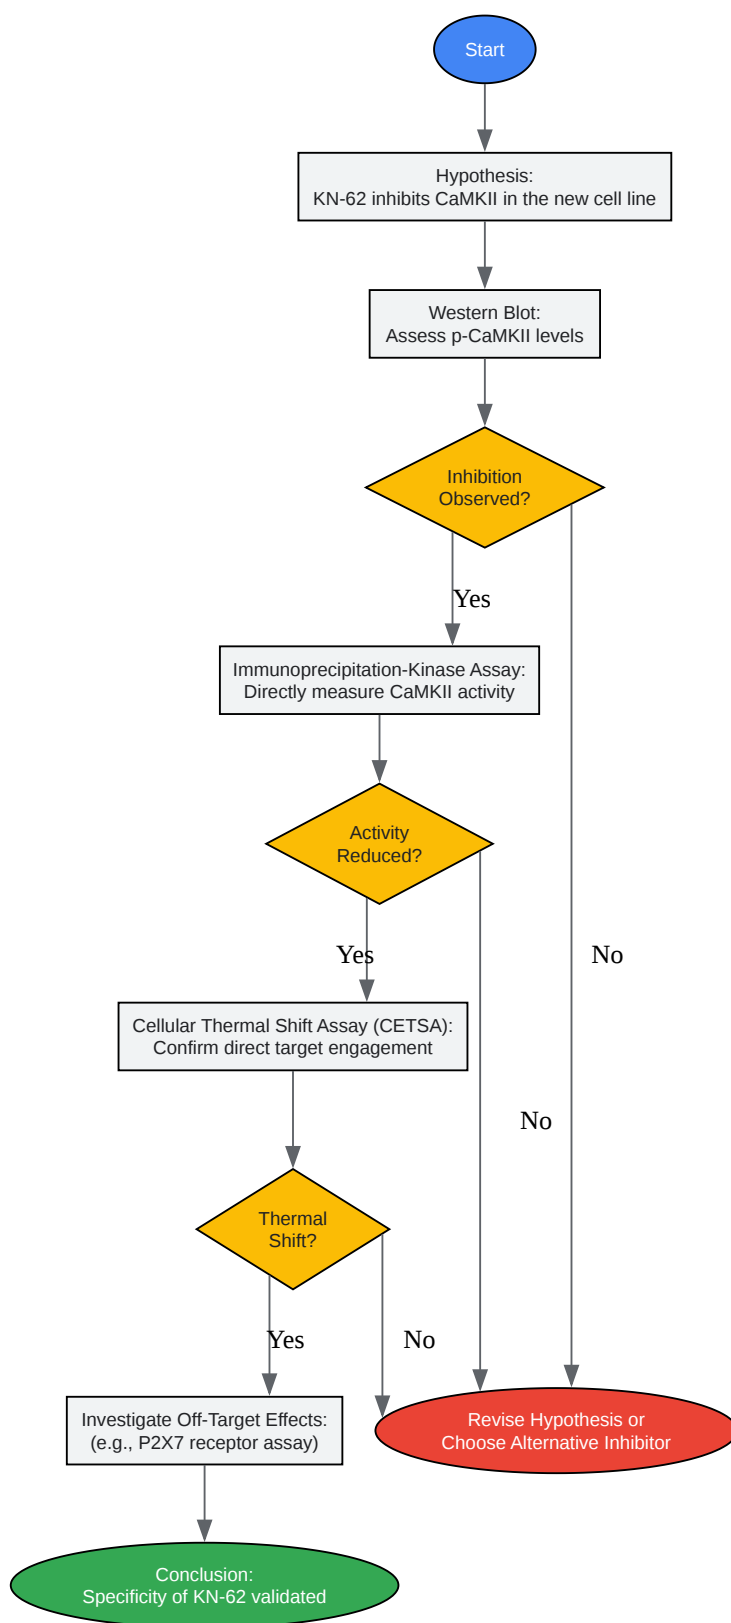 Start
Hypothesis:
KN-62 inhibits CaMKII in the new cell line
Western Blot:
Assess p-CaMKII levels
Inhibition
Observed?
Yes
Immunoprecipitation-Kinase Assay:
Directly measure CaMKII activity
Activity
Reduced?
Yes
No
Cellular Thermal Shift Assay (CETSA):
Confirm direct target engagement
No
Thermal
Shift?
Yes
No
Investigate Off-Target Effects:
(e.g., P2X7 receptor assay)
Revise Hypothesis or
Choose Alternative Inhibitor
Conclusion:
Specificity of KN-62 validated